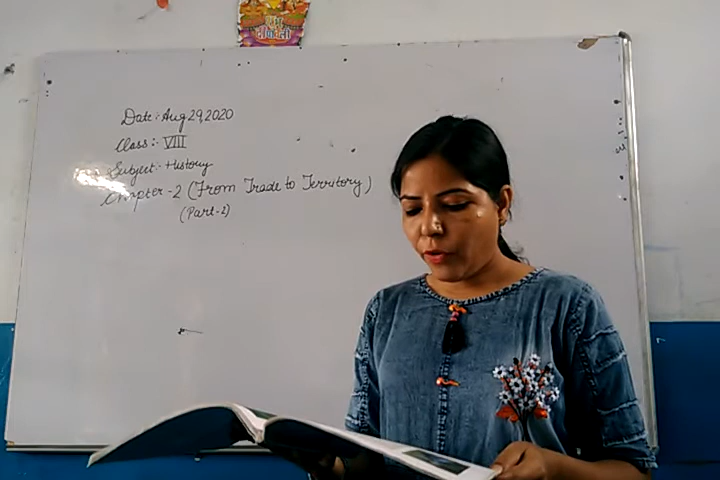 Date:- Aug 29, 2020
Class:- VIII
Subject:- History
Chapter-2 (From Trade to Territory)
(Part-2)